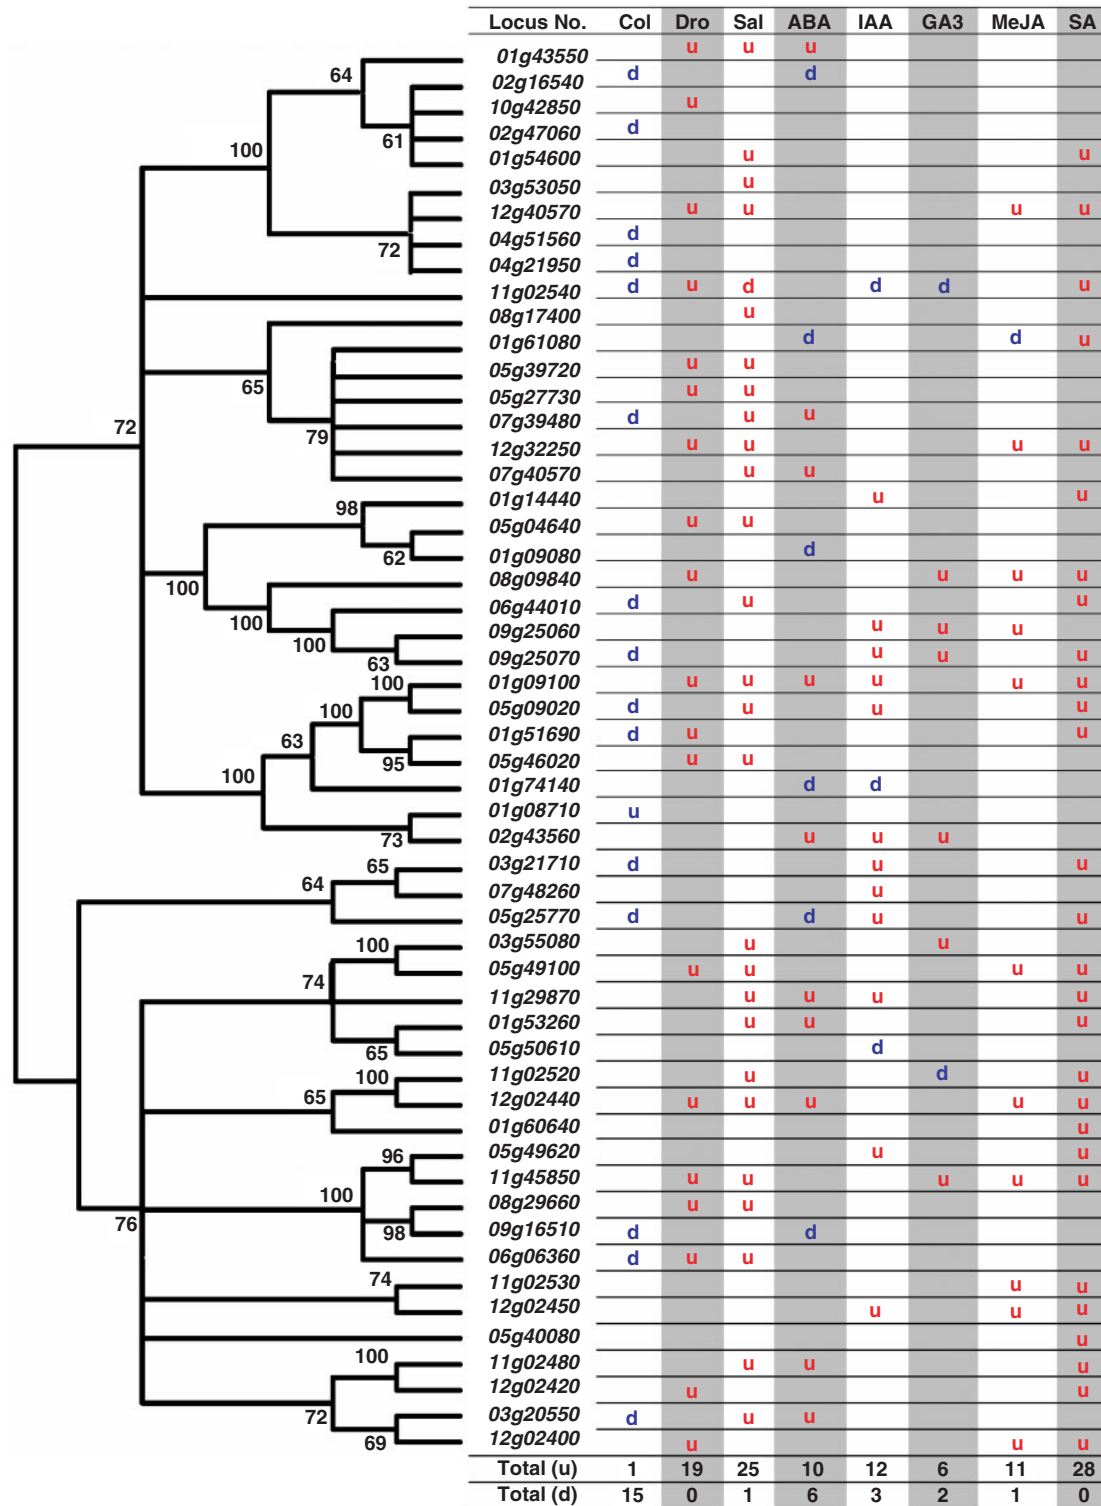 Locus No. Col Dro Sal ABA IAA GA3 MeJA SA
01g43550 u u u
64
02g16540 d d
10g42850 u
02g47060 d
61
100
01g54600 u u
03g53050 u
12g40570 u u u u
04g51560 d
72
04g21950 d
11g02540 d u d d d u
08g17400 u
01g61080 d d u
05g39720 u u
65
05g27730 u u
07g39480 d u u
72
79
12g32250 u u u u
07g40570 u u
01g14440 u u
98
05g04640 u u
62
01g09080 d
08g09840 u u u u
100
06g44010 d u u
100
09g25060 u u u
100
09g25070 d u u u
63
01g09100 u u u u u u
100
05g09020 d u u u
100
01g51690 d u u
63
05g46020 u u
95
100
01g74140 d d
01g08710 u
02g43560 u u u
73
03g21710 d u u
65
07g48260 u
64
05g25770 d d u u
03g55080 u u
100
05g49100 u u u u
74
11g29870 u u u u
01g53260 u u u
05g50610 d
65
11g02520 u d u
100
12g02440 u u u u u
65
01g60640 u
05g49620 u u
96
11g45850 u u u u u
100
08g29660 u u
76
98
09g16510 d d
06g06360 d u u
11g02530 u u
74
12g02450 u u u
05g40080 u
11g02480 u u u
100
12g02420 u u
03g20550 d u u
72
12g02400 u u u
69
Total (u) 1 19 25 10 12 6 11 28
Total (d) 15 0 1 6 3 2 1 0